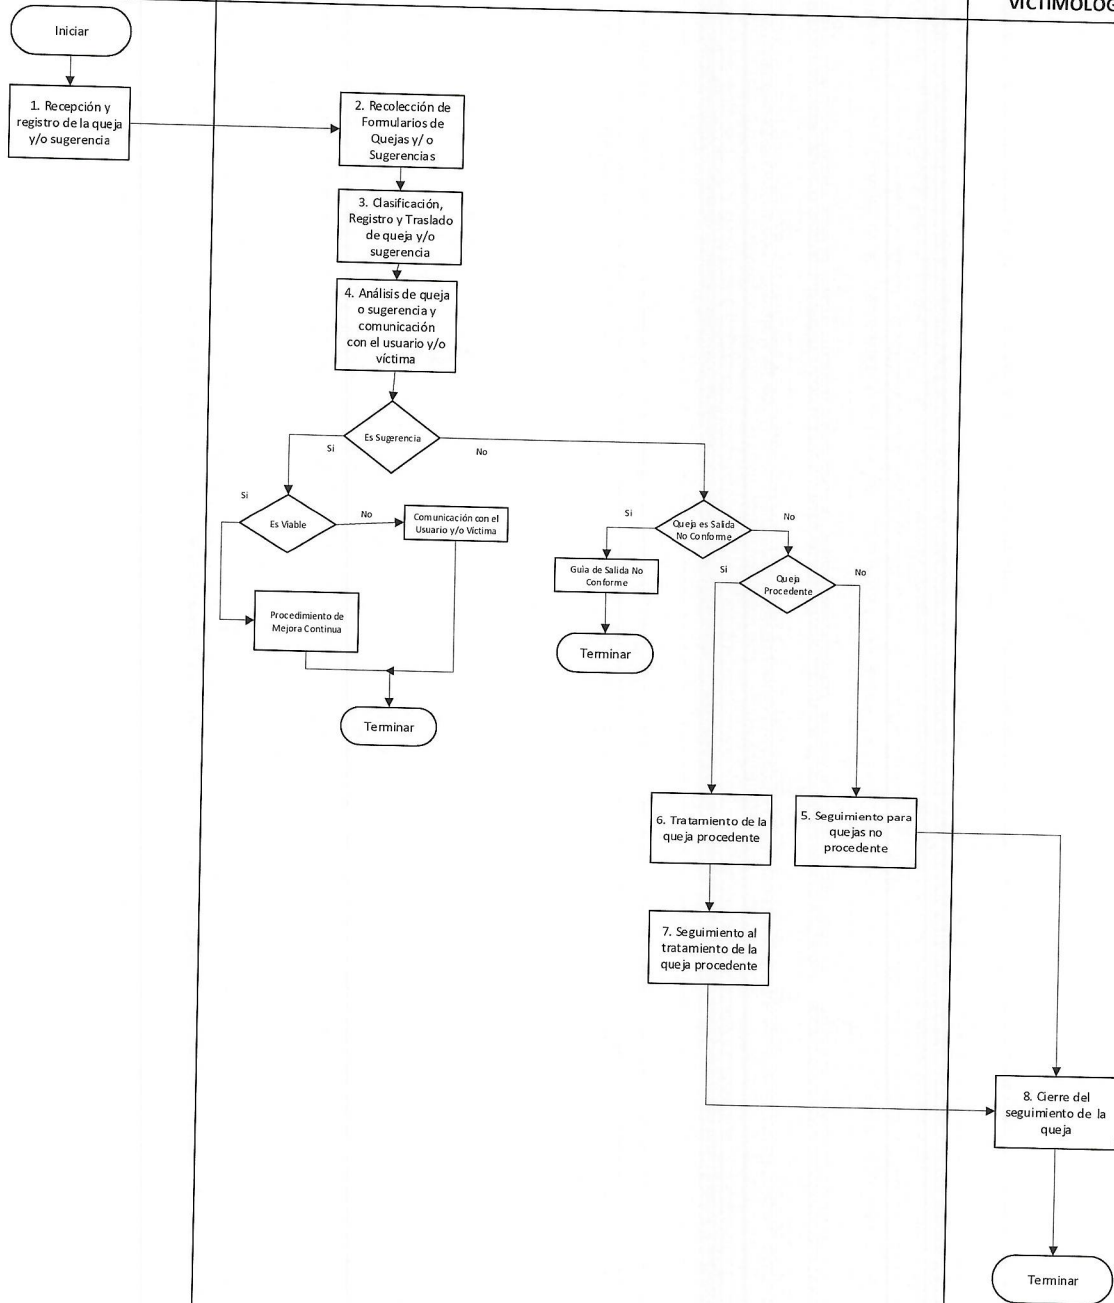 VICTIMOLOG
Iniciar
1. Recepción y
registro de la queja
y/o sugerencia
2. Recolección de
Formularios de
Quejas y/ o
Sugerencias
3. Clasificación,
Registro y Traslado
de queja y/o
sugerencia
4. Análisis de queja
o sugerencia y
comunicación
con el usuario y/o
víctima
Es Sugerencia
Si
No
Si
Es Viable
No
Comunicación con el
Usuario y/o Víctima
Procedimiento de
Mejora Continua
Terminar
Si
Queja es Salida
No Conforme
No
Guia de Salida No
Conforme
Terminar
Si
Queja
Procedente
No
6. Tratamiento de la
queja procedente
5. Seguimiento para
quejas no
procedente
7. Seguimiento al
tratamiento de la
queja procedente
8. Cierre del
seguimiento de la
queja
Terminar